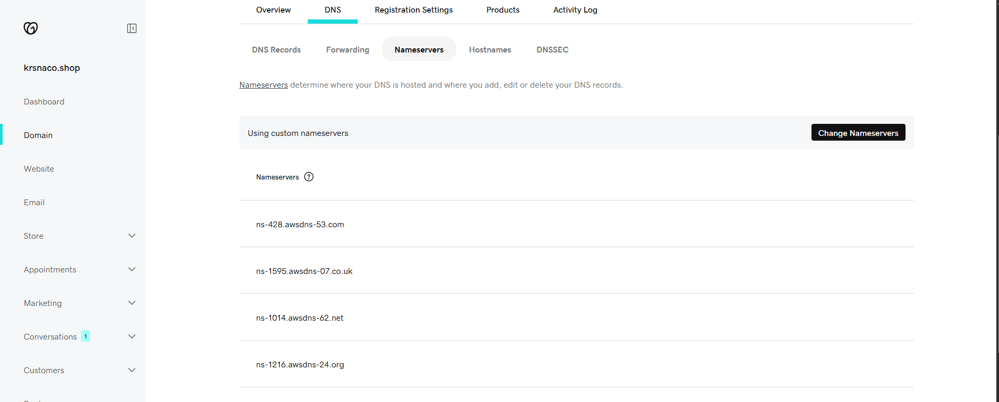 Overview DNS Registration Settings Products Activity Log
krsnaco.shop
Dashboard
Domain
Website
Email
Store
Appointments
Marketing
Conversations 1
Customers
DNS Records Forwarding Nameservers Hostnames DNSSEC
Nameservers determine where your DNS is hosted and where you add, edit or delete your DNS records.
Using custom nameservers Change Nameservers
Nameservers ?
ns-428.awsdns-53.com
ns-1595.awsdns-07.co.uk
ns-1014.awsdns-62.net
ns-1216.awsdns-24.org